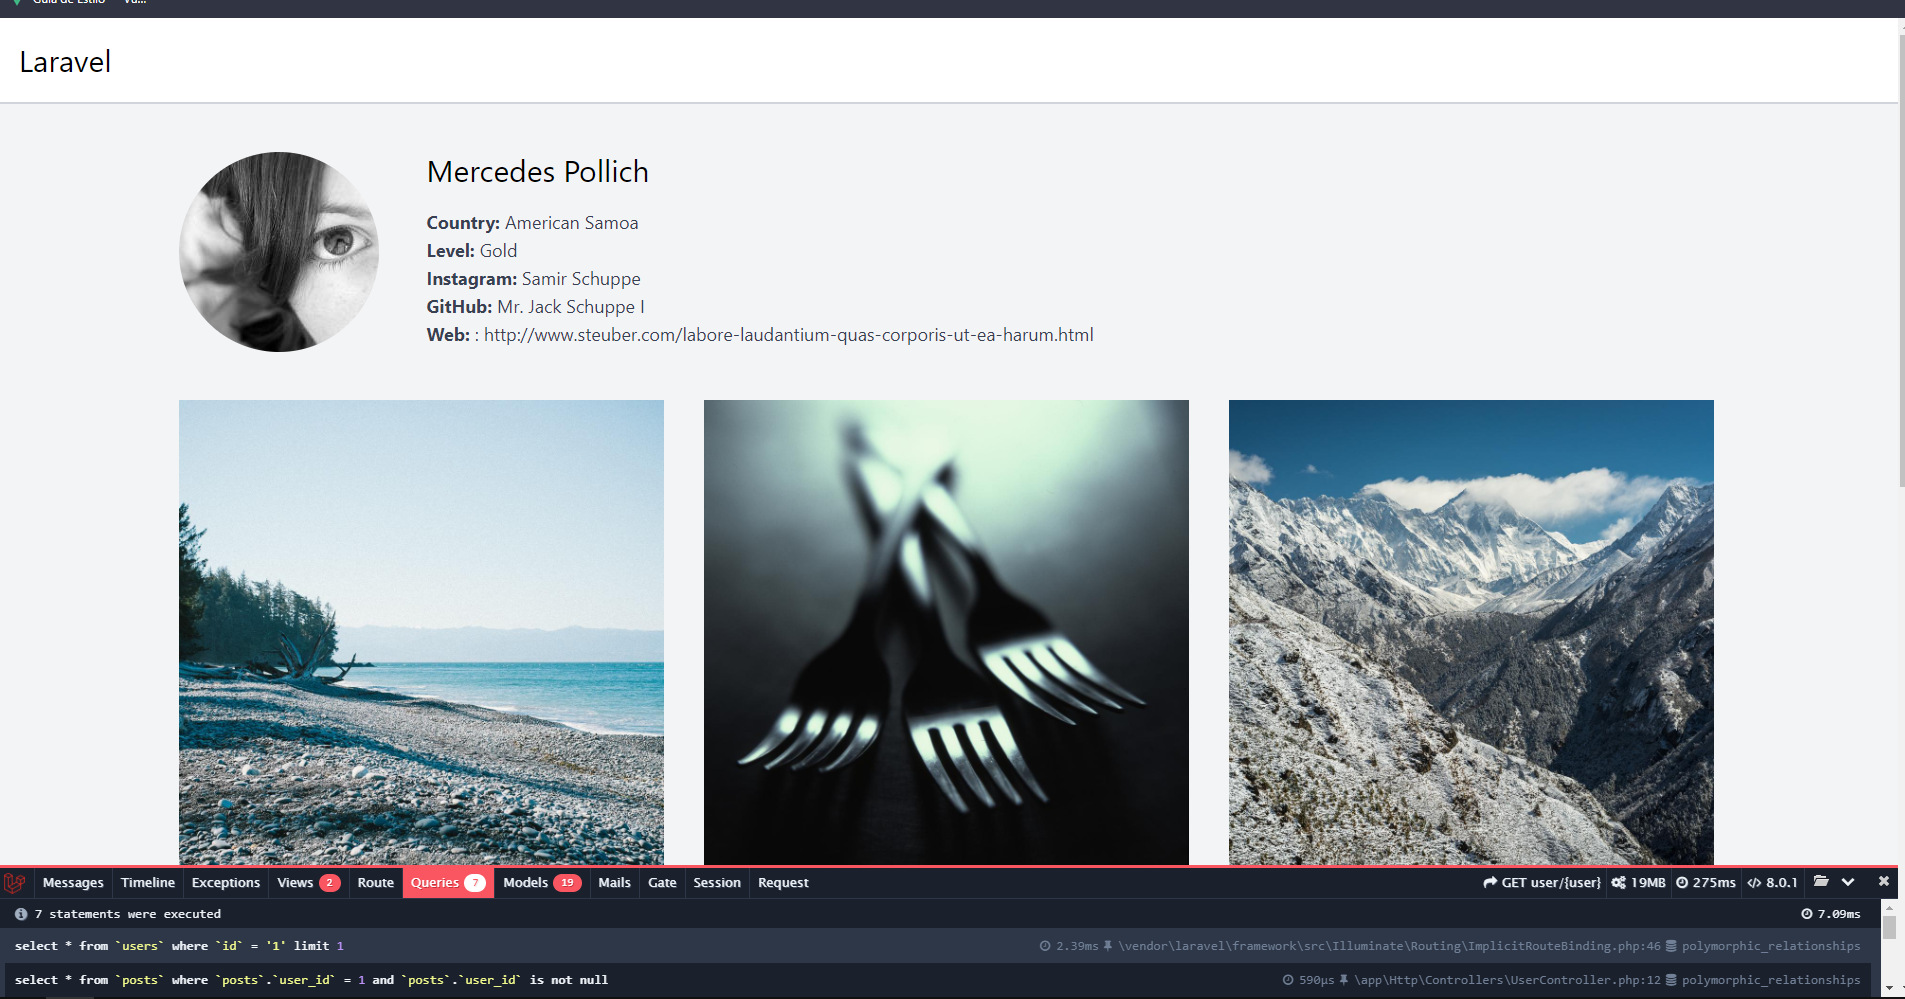 Guia de Estilo Vu...
Laravel
Mercedes Pollich
Country: American Samoa
Level: Gold
Instagram: Samir Schuppe
GitHub: Mr. Jack Schuppe I
Web: : http://www.steuber.com/labore-laudantium-quas-corporis-ut-ea-harum.html
Messages Timeline Exceptions Views 2 Route Queries 7 Models 19 Mails Gate Session Request GET user/{user} 19MB 275ms 8.0.1
7 statements were executed 7.09ms
select * from `users` where `id` = '1' limit 1 2.39ms \vendor\laravel\framework\src\Illuminate\Routing\ImplicitRouteBinding.php:46 polymorphic_relationships
select * from `posts` where `posts`.`user_id` = 1 and `posts`.`user_id` is not null 590μs \app\Http\Controllers\UserController.php:12 polymorphic_relationships